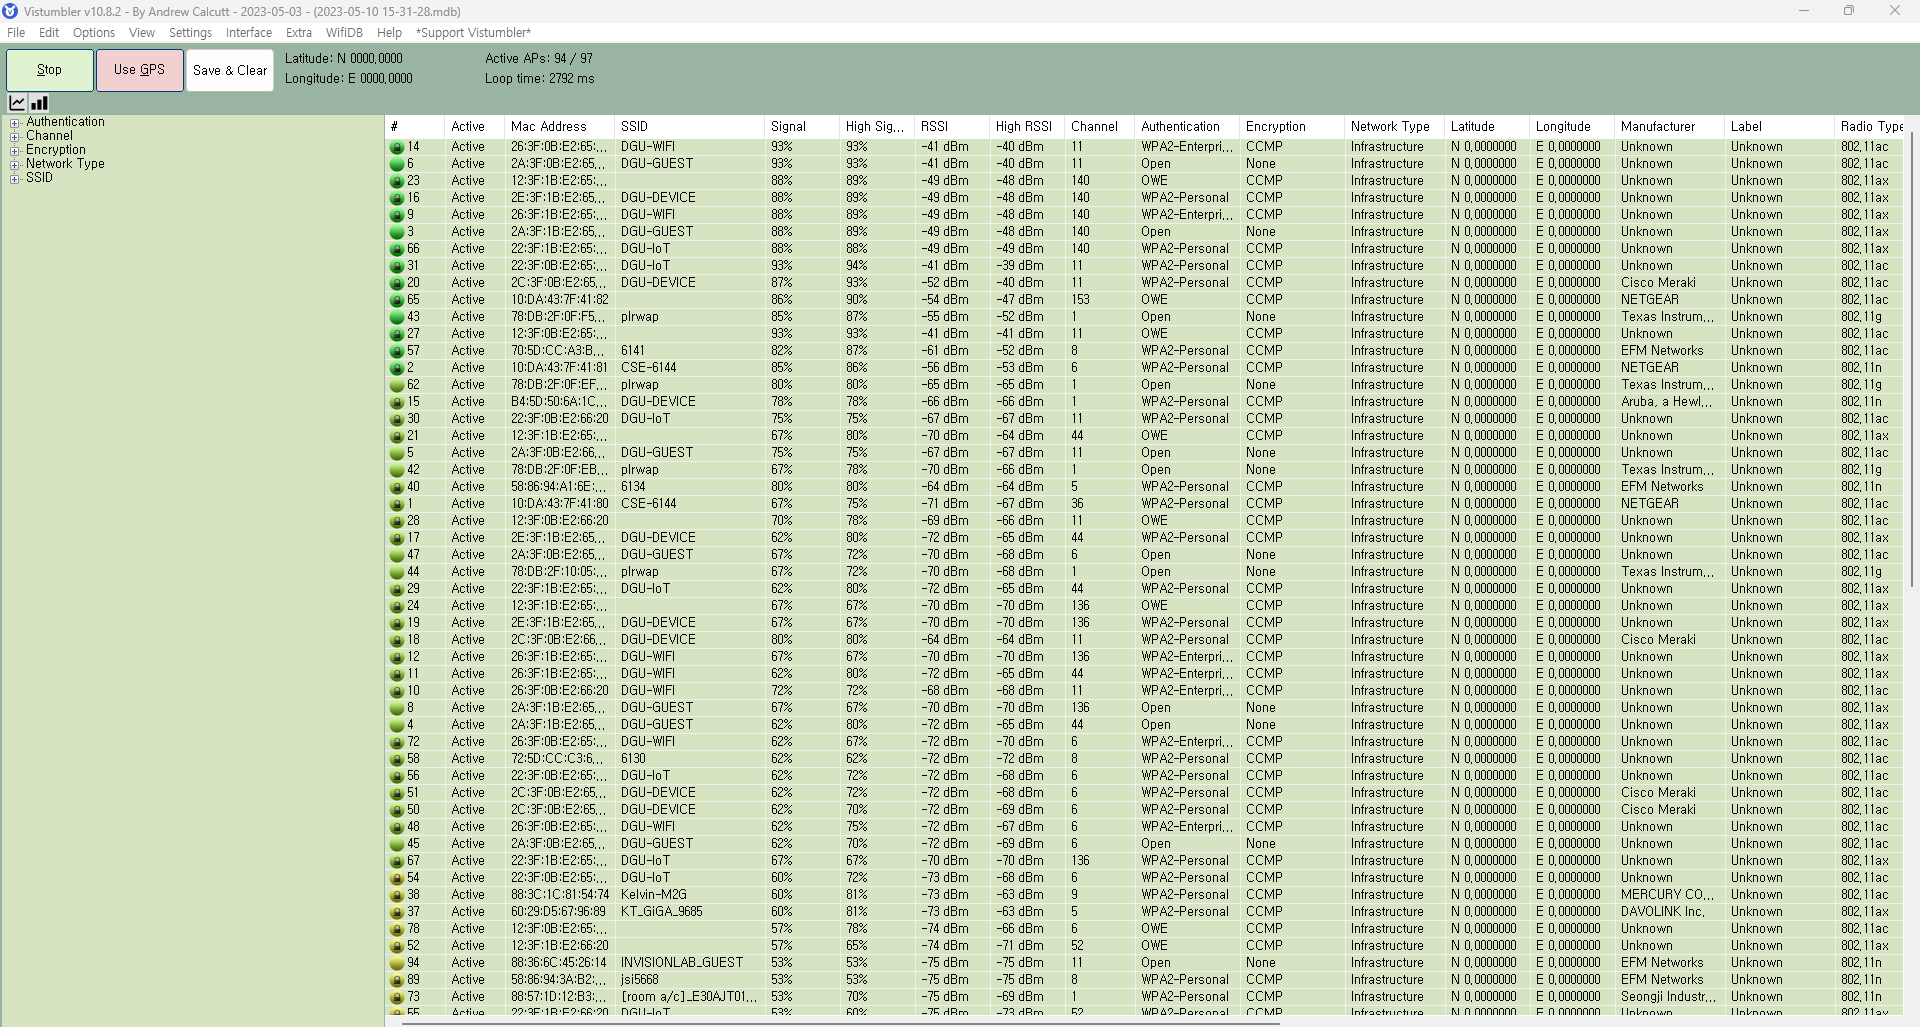 Vistumbler v10.8.2 - By Andrew Calcutt - 2023-05-03 - (2023-05-10 15-31-28.mdb)
File Edit Options View Settings Interface Extra WifiDB Help *Support Vistumbler*
Stop Use GPS Save & Clear Latitude: N 0000.0000 Active APs: 94 / 97
Longitude: E 0000.0000 Loop time: 2792 ms
Authentication
Channel
Encryption
Network Type
SSID
# Active Mac Address SSID Signal High Sig... RSSI High RSSI Channel Authentication Encryption Network Type Latitude Longitude Manufacturer Label Radio Type
14 Active 26:3F:0B:E2:65:... DGU-WIFI 93% 93% -41 dBm -40 dBm 11 WPA2-Enterpri... CCMP Infrastructure N 0.0000000 E 0.0000000 Unknown Unknown 802.11ac
6 Active 2A:3F:0B:E2:65... DGU-GUEST 93% 93% -41 dBm -40 dBm 11 Open None Infrastructure N 0.0000000 E 0.0000000 Unknown Unknown 802.11ac
23 Active 12:3F:1B:E2:65:... 88% 89% -49 dBm -48 dBm 140 OWE CCMP Infrastructure N 0.0000000 E 0.0000000 Unknown Unknown 802.11ax
16 Active 2E:3F:1B:E2:65... DGU-DEVICE 88% 89% -49 dBm -48 dBm 140 WPA2-Personal CCMP Infrastructure N 0.0000000 E 0.0000000 Unknown Unknown 802.11ax
9 Active 26:3F:1B:E2:65:... DGU-WIFI 88% 89% -49 dBm -48 dBm 140 WPA2-Enterpri... CCMP Infrastructure N 0.0000000 E 0.0000000 Unknown Unknown 802.11ax
3 Active 2A:3F:1B:E2:65... DGU-GUEST 88% 89% -49 dBm -48 dBm 140 Open None Infrastructure N 0.0000000 E 0.0000000 Unknown Unknown 802.11ax
66 Active 22:3F:1B:E2:65:... DGU-IoT 88% 88% -49 dBm -49 dBm 140 WPA2-Personal CCMP Infrastructure N 0.0000000 E 0.0000000 Unknown Unknown 802.11ax
31 Active 22:3F:0B:E2:65:... DGU-IoT 93% 94% -41 dBm -39 dBm 11 WPA2-Personal CCMP Infrastructure N 0.0000000 E 0.0000000 Unknown Unknown 802.11ac
20 Active 2C:3F:0B:E2:65... DGU-DEVICE 87% 93% -52 dBm -40 dBm 11 WPA2-Personal CCMP Infrastructure N 0.0000000 E 0.0000000 Cisco Meraki Unknown 802.11ac
65 Active 10:DA:43:7F:41:82 86% 90% -54 dBm -47 dBm 153 OWE CCMP Infrastructure N 0.0000000 E 0.0000000 NETGEAR Unknown 802.11ac
43 Active 78:DB:2F:0F:F5... plrwap 85% 87% -55 dBm -52 dBm 1 Open None Infrastructure N 0.0000000 E 0.0000000 Texas Instrum... Unknown 802.11g
27 Active 12:3F:0B:E2:65:... 93% 93% -41 dBm -41 dBm 11 OWE CCMP Infrastructure N 0.0000000 E 0.0000000 Unknown Unknown 802.11ac
57 Active 70:5D:CC:A3:B... 6141 82% 87% -61 dBm -52 dBm 8 WPA2-Personal CCMP Infrastructure N 0.0000000 E 0.0000000 EFM Networks Unknown 802.11ac
2 Active 10:DA:43:7F:41:81 CSE-6144 85% 86% -56 dBm -53 dBm 6 WPA2-Personal CCMP Infrastructure N 0.0000000 E 0.0000000 NETGEAR Unknown 802.11n
62 Active 78:DB:2F:0F:EF... plrwap 80% 80% -65 dBm -65 dBm 1 Open None Infrastructure N 0.0000000 E 0.0000000 Texas Instrum... Unknown 802.11g
15 Active B4:5D:50:6A:1C... DGU-DEVICE 78% 78% -66 dBm -66 dBm 1 WPA2-Personal CCMP Infrastructure N 0.0000000 E 0.0000000 Aruba, a Hewl... Unknown 802.11n
30 Active 22:3F:0B:E2:66:20 DGU-IoT 75% 75% -67 dBm -67 dBm 11 WPA2-Personal CCMP Infrastructure N 0.0000000 E 0.0000000 Unknown Unknown 802.11ac
21 Active 12:3F:1B:E2:65:... 67% 80% -70 dBm -64 dBm 44 OWE CCMP Infrastructure N 0.0000000 E 0.0000000 Unknown Unknown 802.11ax
5 Active 2A:3F:0B:E2:66... DGU-GUEST 75% 75% -67 dBm -67 dBm 11 Open None Infrastructure N 0.0000000 E 0.0000000 Unknown Unknown 802.11ac
42 Active 78:DB:2F:0F:EB... plrwap 67% 78% -70 dBm -66 dBm 1 Open None Infrastructure N 0.0000000 E 0.0000000 Texas Instrum... Unknown 802.11g
40 Active 58:86:94:A1:6E:... 6134 80% 80% -64 dBm -64 dBm 5 WPA2-Personal CCMP Infrastructure N 0.0000000 E 0.0000000 EFM Networks Unknown 802.11n
1 Active 10:DA:43:7F:41:80 CSE-6144 67% 75% -71 dBm -67 dBm 36 WPA2-Personal CCMP Infrastructure N 0.0000000 E 0.0000000 NETGEAR Unknown 802.11ac
28 Active 12:3F:0B:E2:66:20 70% 78% -69 dBm -66 dBm 11 OWE CCMP Infrastructure N 0.0000000 E 0.0000000 Unknown Unknown 802.11ac
17 Active 2E:3F:1B:E2:65... DGU-DEVICE 62% 80% -72 dBm -65 dBm 44 WPA2-Personal CCMP Infrastructure N 0.0000000 E 0.0000000 Unknown Unknown 802.11ax
47 Active 2A:3F:0B:E2:65... DGU-GUEST 67% 72% -70 dBm -68 dBm 6 Open None Infrastructure N 0.0000000 E 0.0000000 Unknown Unknown 802.11ac
44 Active 78:DB:2F:10:05:... plrwap 67% 72% -70 dBm -68 dBm 1 Open None Infrastructure N 0.0000000 E 0.0000000 Texas Instrum... Unknown 802.11g
29 Active 22:3F:1B:E2:65:... DGU-IoT 62% 80% -72 dBm -65 dBm 44 WPA2-Personal CCMP Infrastructure N 0.0000000 E 0.0000000 Unknown Unknown 802.11ax
24 Active 12:3F:1B:E2:65:... 67% 67% -70 dBm -70 dBm 136 OWE CCMP Infrastructure N 0.0000000 E 0.0000000 Unknown Unknown 802.11ax
19 Active 2E:3F:1B:E2:65... DGU-DEVICE 67% 67% -70 dBm -70 dBm 136 WPA2-Personal CCMP Infrastructure N 0.0000000 E 0.0000000 Unknown Unknown 802.11ax
18 Active 2C:3F:0B:E2:66... DGU-DEVICE 80% 80% -64 dBm -64 dBm 11 WPA2-Personal CCMP Infrastructure N 0.0000000 E 0.0000000 Cisco Meraki Unknown 802.11ac
12 Active 26:3F:1B:E2:65:... DGU-WIFI 67% 67% -70 dBm -70 dBm 136 WPA2-Enterpri... CCMP Infrastructure N 0.0000000 E 0.0000000 Unknown Unknown 802.11ax
11 Active 26:3F:1B:E2:65:... DGU-WIFI 62% 80% -72 dBm -65 dBm 44 WPA2-Enterpri... CCMP Infrastructure N 0.0000000 E 0.0000000 Unknown Unknown 802.11ax
10 Active 26:3F:0B:E2:66:20 DGU-WIFI 72% 72% -68 dBm -68 dBm 11 WPA2-Enterpri... CCMP Infrastructure N 0.0000000 E 0.0000000 Unknown Unknown 802.11ac
8 Active 2A:3F:1B:E2:65... DGU-GUEST 67% 67% -70 dBm -70 dBm 136 Open None Infrastructure N 0.0000000 E 0.0000000 Unknown Unknown 802.11ax
4 Active 2A:3F:1B:E2:65... DGU-GUEST 62% 80% -72 dBm -65 dBm 44 Open None Infrastructure N 0.0000000 E 0.0000000 Unknown Unknown 802.11ax
72 Active 26:3F:0B:E2:65:... DGU-WIFI 62% 67% -72 dBm -70 dBm 6 WPA2-Enterpri... CCMP Infrastructure N 0.0000000 E 0.0000000 Unknown Unknown 802.11ac
58 Active 72:5D:CC:C3:6... 6130 62% 62% -72 dBm -72 dBm 8 WPA2-Personal CCMP Infrastructure N 0.0000000 E 0.0000000 Unknown Unknown 802.11ac
56 Active 22:3F:0B:E2:65:... DGU-IoT 62% 72% -72 dBm -68 dBm 6 WPA2-Personal CCMP Infrastructure N 0.0000000 E 0.0000000 Unknown Unknown 802.11ac
51 Active 2C:3F:0B:E2:65... DGU-DEVICE 62% 72% -72 dBm -68 dBm 6 WPA2-Personal CCMP Infrastructure N 0.0000000 E 0.0000000 Cisco Meraki Unknown 802.11ac
50 Active 2C:3F:0B:E2:65... DGU-DEVICE 62% 70% -72 dBm -69 dBm 6 WPA2-Personal CCMP Infrastructure N 0.0000000 E 0.0000000 Cisco Meraki Unknown 802.11ac
48 Active 26:3F:0B:E2:65:... DGU-WIFI 62% 75% -72 dBm -67 dBm 6 WPA2-Enterpri... CCMP Infrastructure N 0.0000000 E 0.0000000 Unknown Unknown 802.11ac
45 Active 2A:3F:0B:E2:65... DGU-GUEST 62% 70% -72 dBm -69 dBm 6 Open None Infrastructure N 0.0000000 E 0.0000000 Unknown Unknown 802.11ac
67 Active 22:3F:1B:E2:65:... DGU-IoT 67% 67% -70 dBm -70 dBm 136 WPA2-Personal CCMP Infrastructure N 0.0000000 E 0.0000000 Unknown Unknown 802.11ax
54 Active 22:3F:0B:E2:65:... DGU-IoT 60% 72% -73 dBm -68 dBm 6 WPA2-Personal CCMP Infrastructure N 0.0000000 E 0.0000000 Unknown Unknown 802.11ac
38 Active 88:3C:1C:81:54:74 Kelvin-M2G 60% 81% -73 dBm -63 dBm 9 WPA2-Personal CCMP Infrastructure N 0.0000000 E 0.0000000 MERCURY CO... Unknown 802.11ac
37 Active 60:29:D5:67:96:89 KT_GiGA_9685 60% 81% -73 dBm -63 dBm 5 WPA2-Personal CCMP Infrastructure N 0.0000000 E 0.0000000 DAVOLINK Inc. Unknown 802.11ax
78 Active 12:3F:0B:E2:65:... 57% 78% -74 dBm -66 dBm 6 OWE CCMP Infrastructure N 0.0000000 E 0.0000000 Unknown Unknown 802.11ac
52 Active 12:3F:1B:E2:66:20 57% 65% -74 dBm -71 dBm 52 OWE CCMP Infrastructure N 0.0000000 E 0.0000000 Unknown Unknown 802.11ax
94 Active 88:36:6C:45:26:14 INVISIONLAB_GUEST 53% 53% -75 dBm -75 dBm 11 Open None Infrastructure N 0.0000000 E 0.0000000 EFM Networks Unknown 802.11n
89 Active 58:86:94:3A:B2:... jsi5668 53% 53% -75 dBm -75 dBm 8 WPA2-Personal CCMP Infrastructure N 0.0000000 E 0.0000000 EFM Networks Unknown 802.11n
73 Active 88:57:1D:12:B3:... [room a/c]_E30AJT01... 53% 70% -75 dBm -69 dBm 1 WPA2-Personal CCMP Infrastructure N 0.0000000 E 0.0000000 Seongji Industr... Unknown 802.11n
55 Active 22:3F:1B:E2:66:20 DGU-IoT 53% 60% -75 dBm -73 dBm 52 WPA2-Personal CCMP Infrastructure N 0.0000000 E 0.0000000 Unknown Unknown 802.11ax